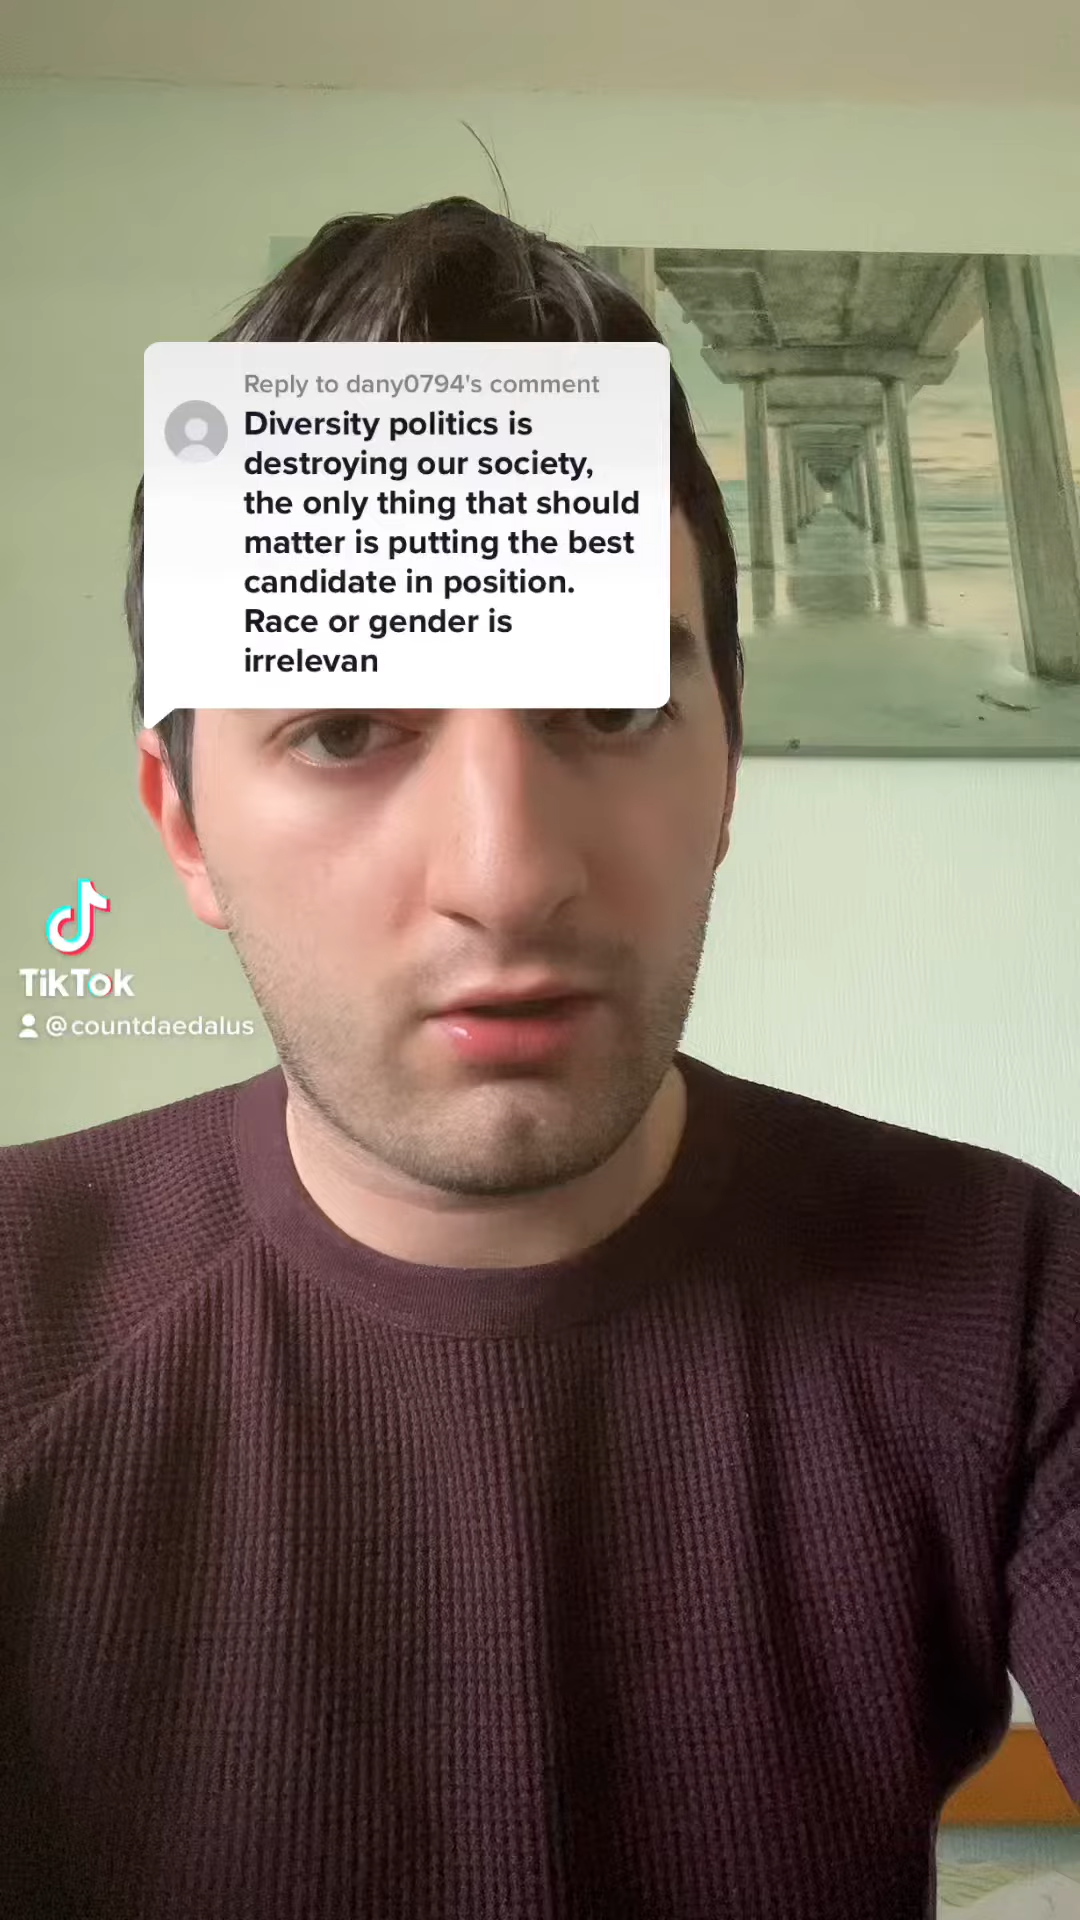 Reply to dany0794's comment
Diversity politics is
destroying our society,
the only thing that should
matter is putting the best
candidate in position.
Race or gender is
irrelevan
TikTok
@countdaedalus